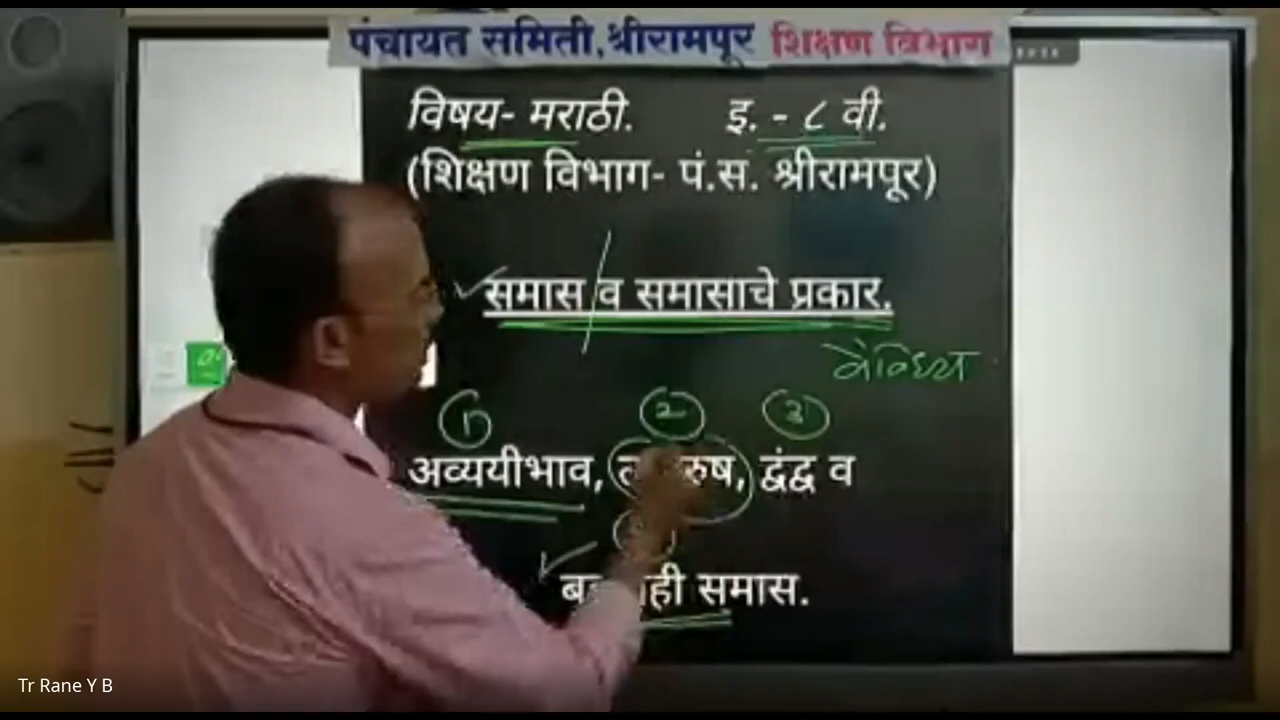 पंचायत समिती,श्रीरामपूर शिक्षण विभाग
विषय- मराठी. इ. - ८ वी.
(शिक्षण विभाग- पं.स. श्रीरामपूर)
समास व समासाचे प्रकार.
१ २ ३
अव्ययीभाव, द्वंद्व व
समास.
Tr Rane Y B